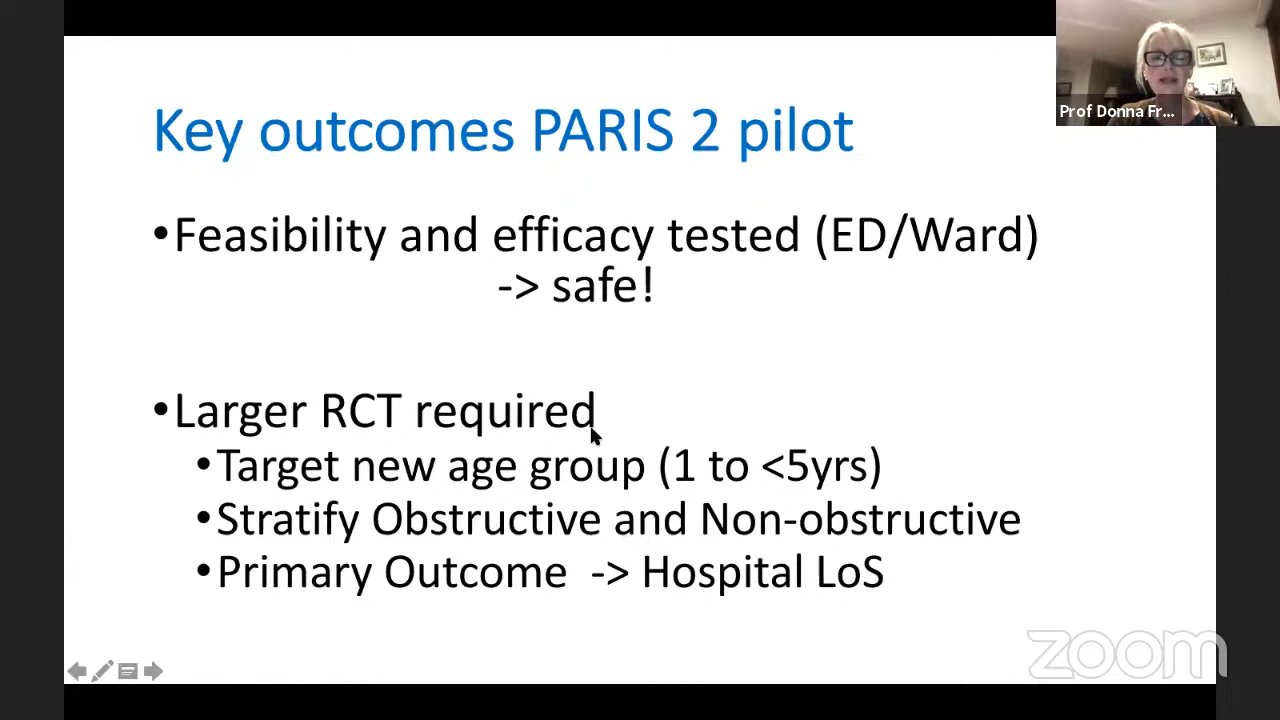 Prof Donna Fr...
Key outcomes PARIS 2 pilot
•Feasibility and efficacy tested (ED/Ward)
-> safe!
•Larger RCT required
•Target new age group (1 to <5yrs)
•Stratify Obstructive and Non-obstructive
•Primary Outcome -> Hospital LoS
zoom